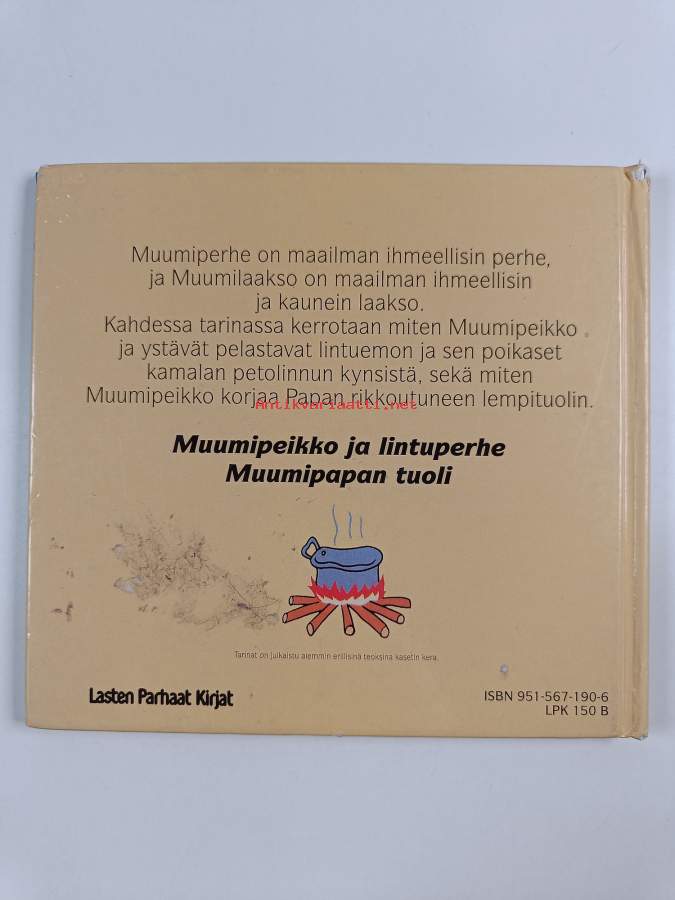 Muumiperhe on maailman ihmeellisin perhe,
ja Muumilaakso on maailman ihmeellisin
ja kaunein laakso.
Kahdessa tarinassa kerrotaan miten Muumipeikko
ja ystävät pelastavat lintuemon ja sen poikaset
kamalan petolinnun kynsistä, sekä miten
Muumipeikko korjaa Papan rikkoutuneen lempituolin.
Antikvariaatti.net
Muumipeikko ja lintuperhe
Muumipapan tuoli
Tarinat on julkaistu aiemmin erillisinä teoksina kasetin kera.
Lasten Parhaat Kirjat
ISBN 951-567-190-6
LPK 150 B